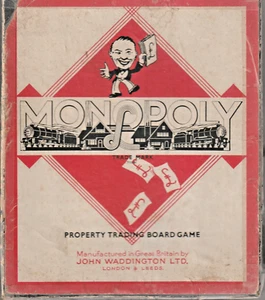 MONOPOLY
TRADE MARK
PROPERTY TRADING BOARD GAME
Manufactured in Great Britain by
JOHN WADDINGTON LTD.
LONDON & LEEDS